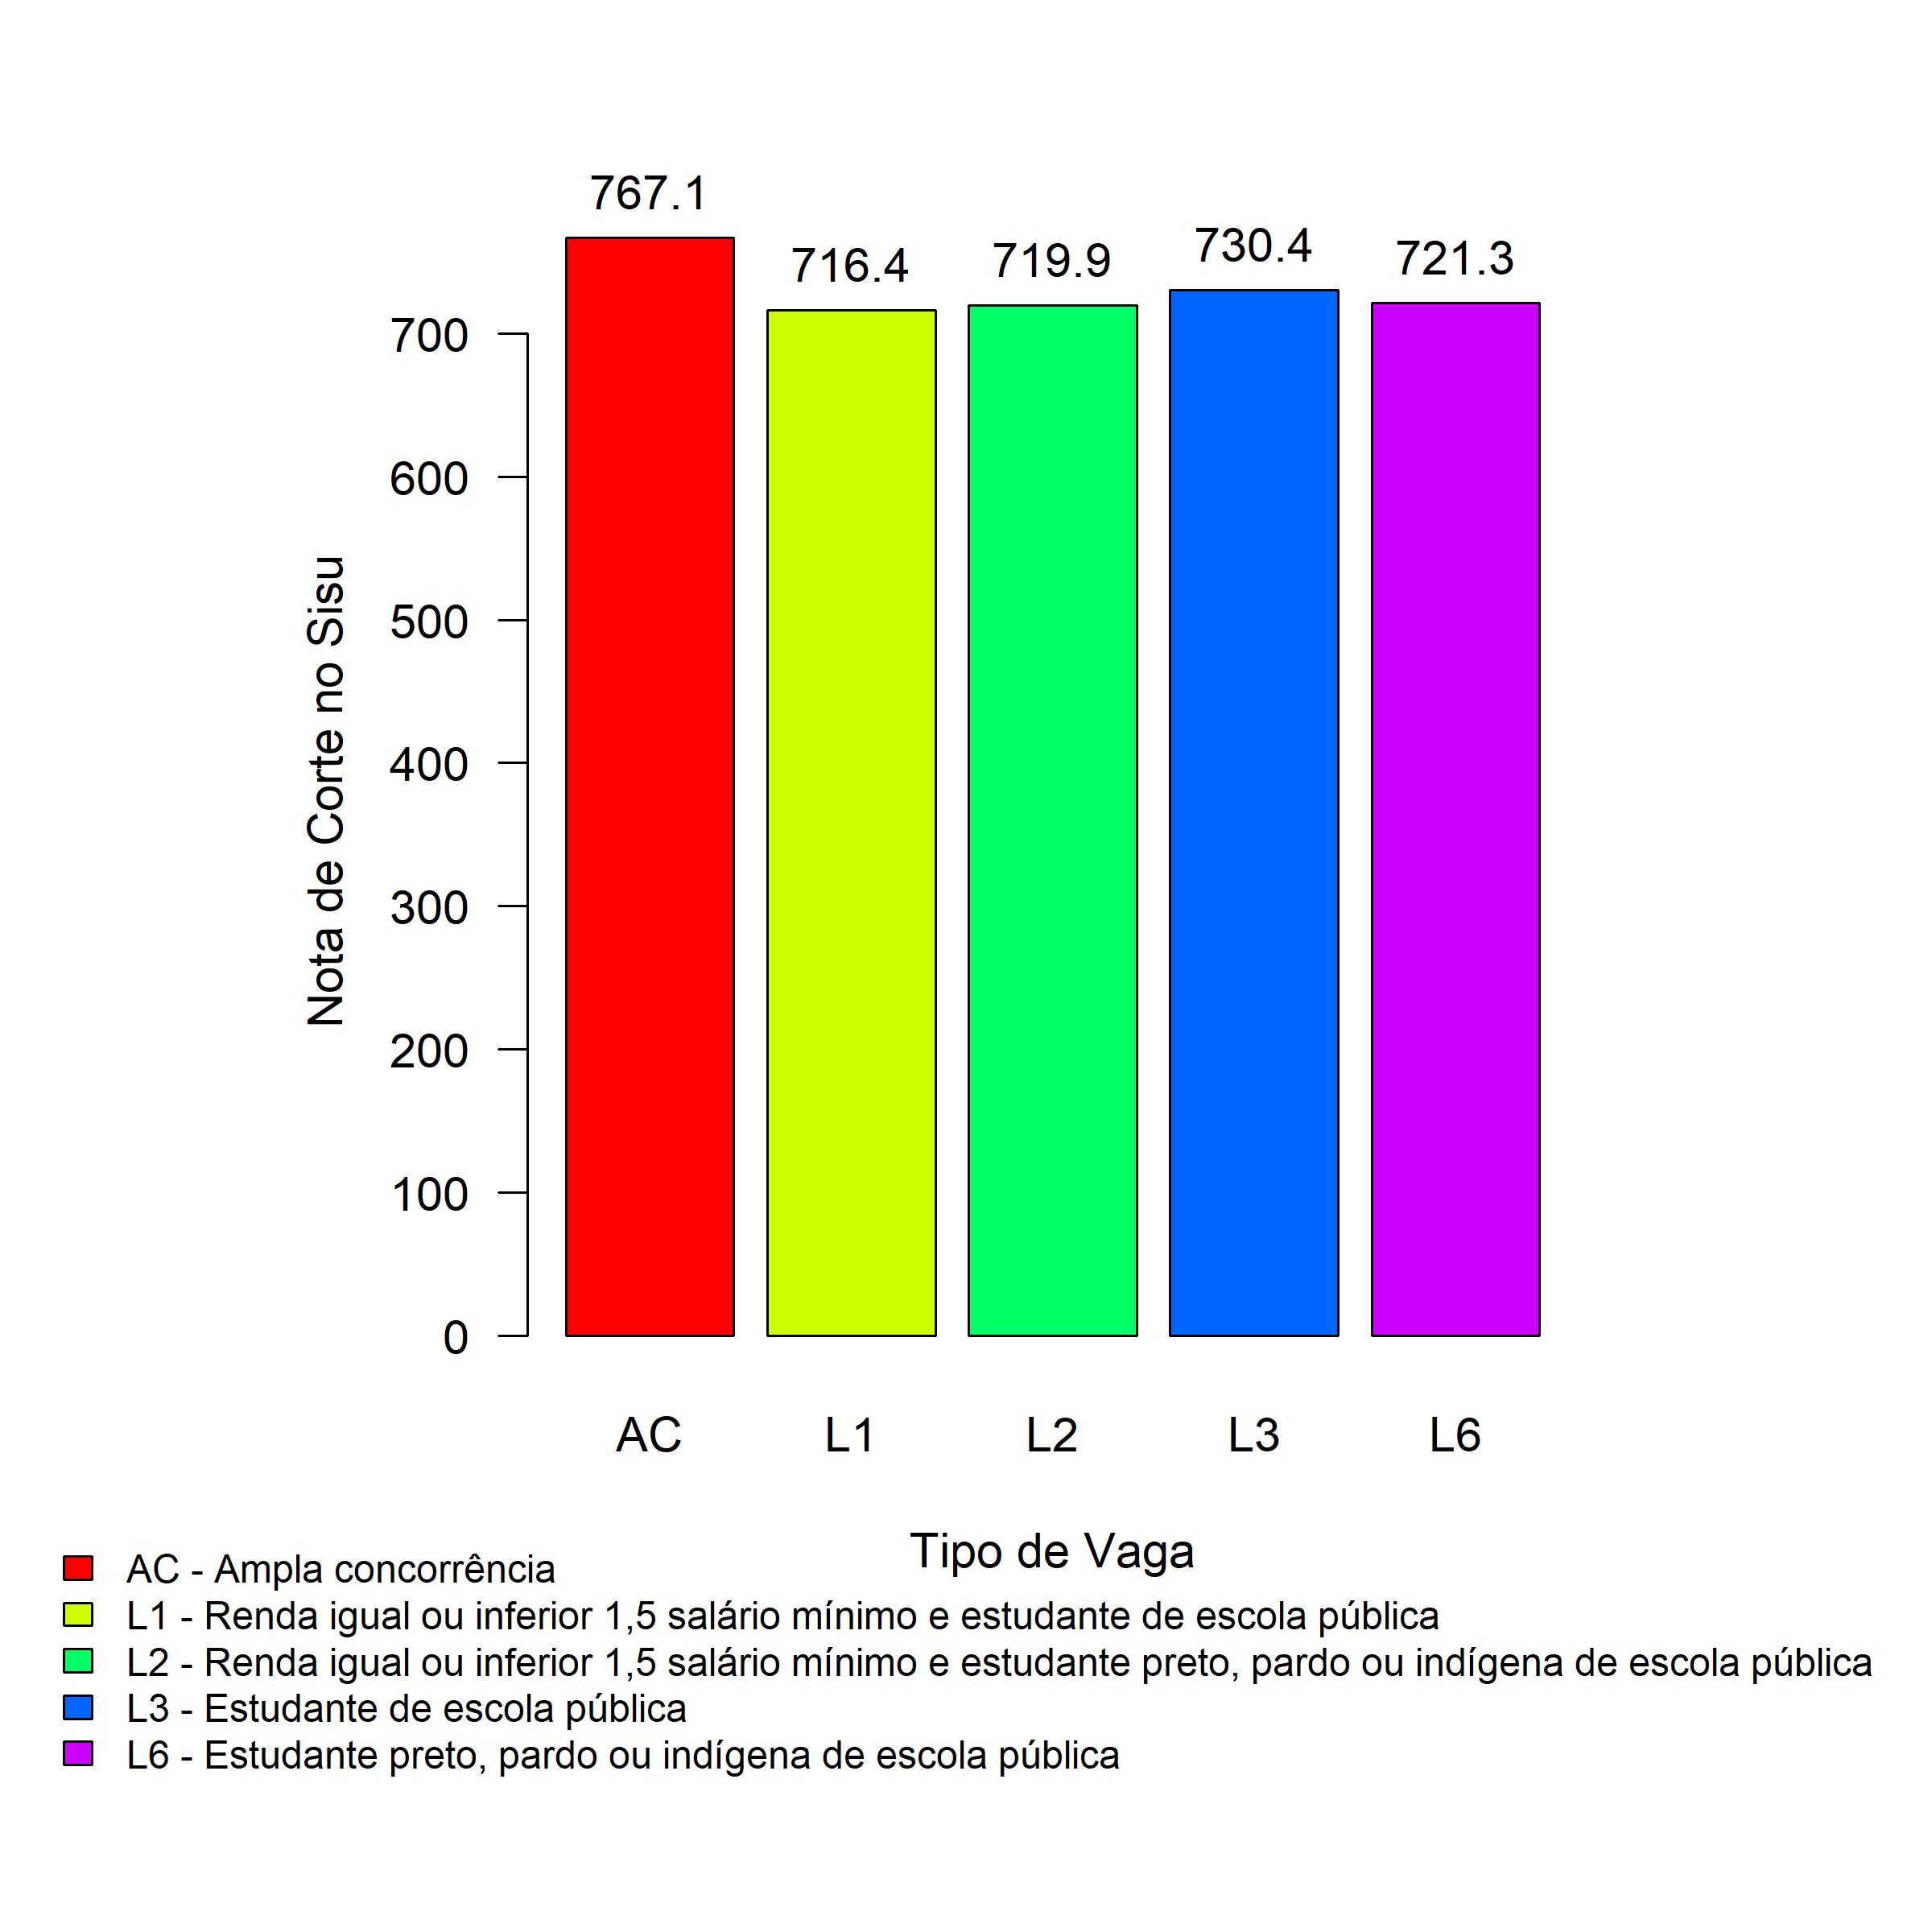 767.1
716.4
719.9
730.4
721.3
700
600
500
400
300
200
100
0
Nota de Corte no Sisu
AC L1 L2 L3 L6
Tipo de Vaga
AC - Ampla concorrência
L1 - Renda igual ou inferior 1,5 salário mínimo e estudante de escola pública
L2 - Renda igual ou inferior 1,5 salário mínimo e estudante preto, pardo ou indígena de escola pública
L3 - Estudante de escola pública
L6 - Estudante preto, pardo ou indígena de escola pública